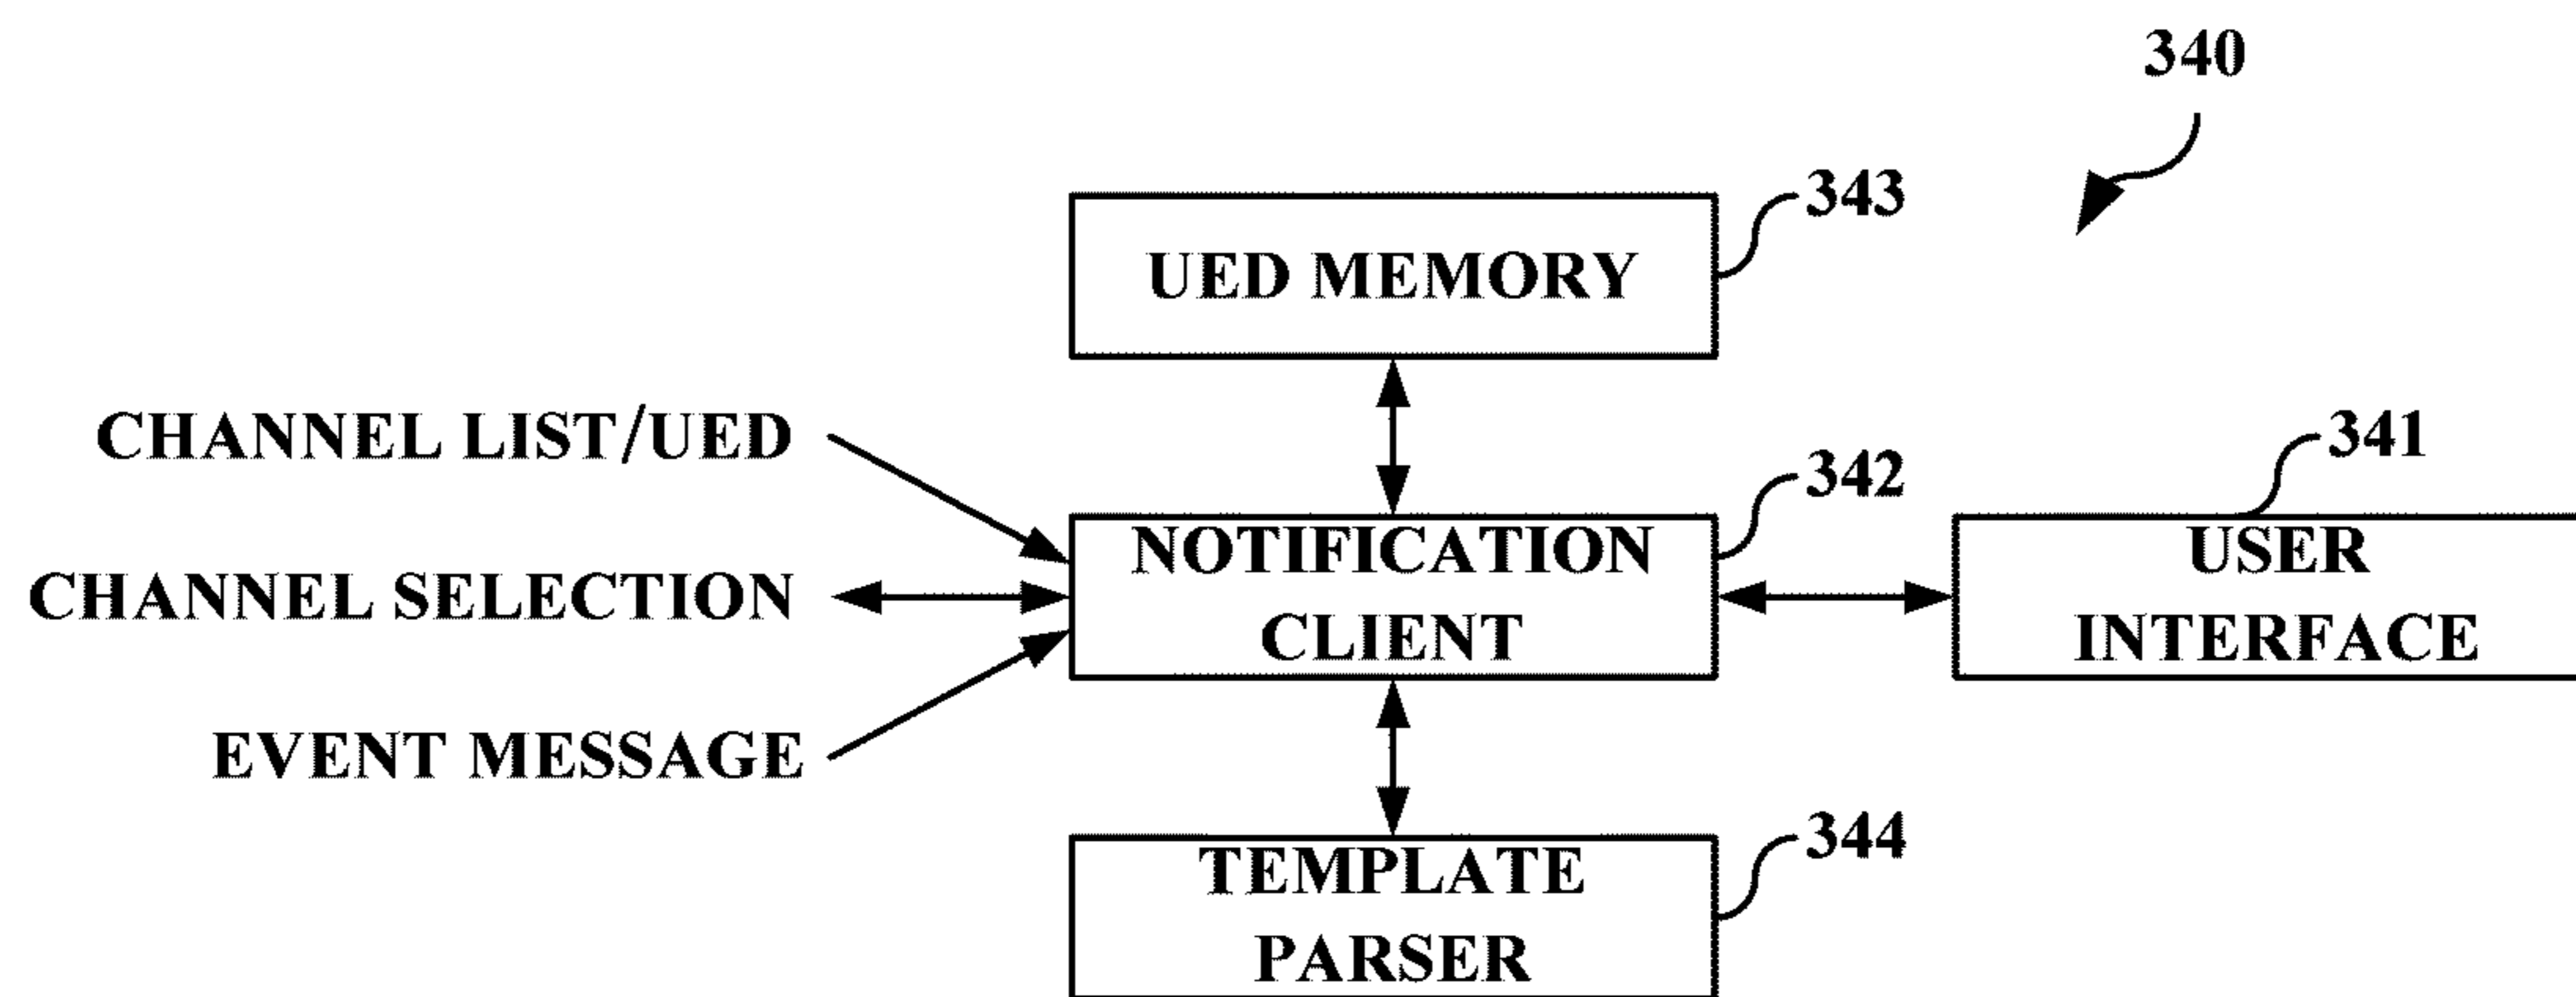 340
343
UED MEMORY
CHANNEL LIST/UED
342
341
NOTIFICATION
CLIENT
USER
INTERFACE
CHANNEL SELECTION
EVENT MESSAGE
344
TEMPLATE
PARSER